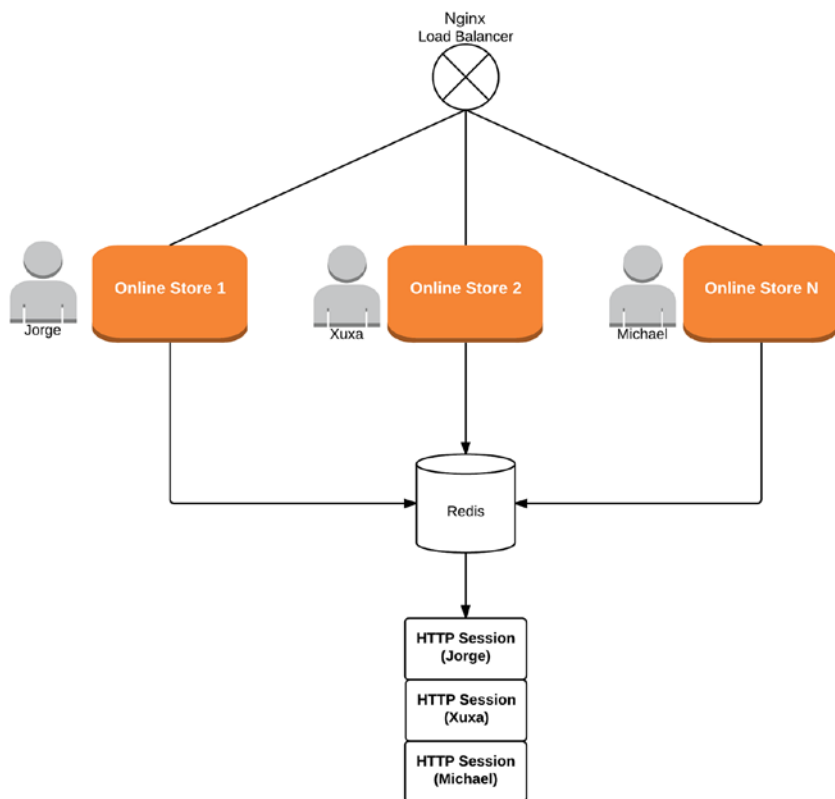 Nginx
Load Balancer
Online Store 1
Online Store 2
Online Store N
Jorge
Xuxa
Michael
Redis
HTTP Session
(Jorge)
HTTP Session
(Xuxa)
HTTP Session
(Michael)